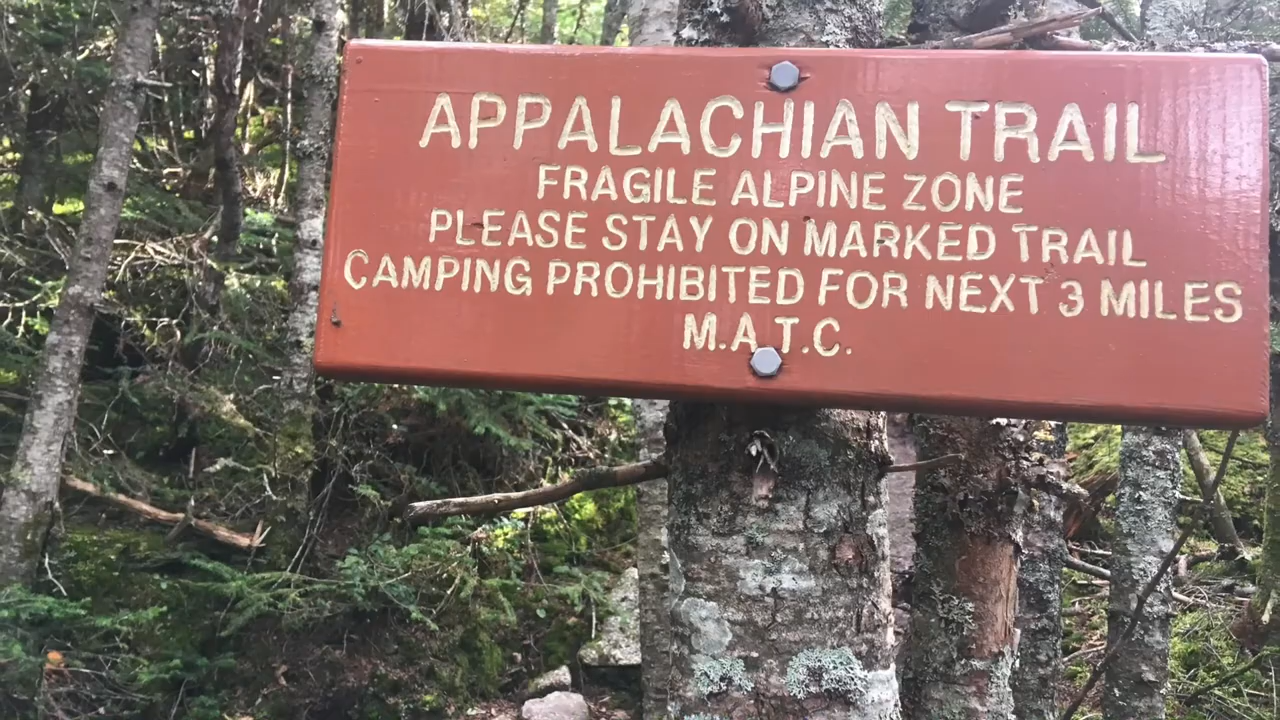 APPALACHIAN TRAIL
FRAGILE ALPINE ZONE
PLEASE STAY ON MARKED TRAIL
CAMPING PROHIBITED FOR NEXT 3 MILES
M.A.T.C.